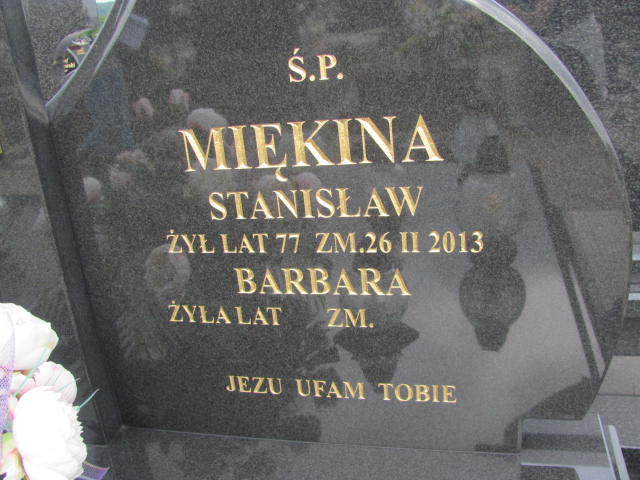 Ś.P.
MIĘKINA
STANISŁAW
ŻYŁ LAT 77 ZM.26 II 2013
BARBARA
ŻYŁA LAT ZM.
JEZU UFAM TOBIE